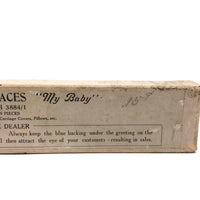 ACES "My Baby"
3884/1
PIECES
Carriage Covers, Pillows, etc.
DEALER
Always keep the blue backing under the greeting on the
then attract the eye of your customers - resulting in sales.